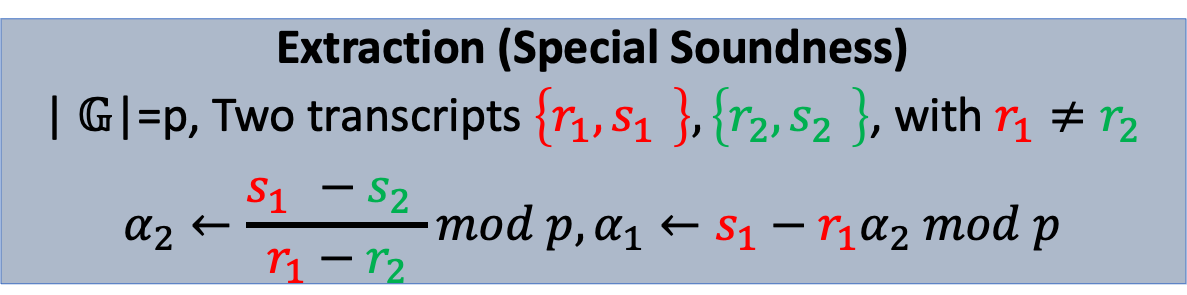 Extraction (Special Soundness)
| 𝔾|=p, Two transcripts {r₁, s₁ }, {r₂, s₂ }, with r₁ ≠ r₂
α₂ ← (s₁ − s₂)/(r₁ − r₂) mod p, α₁ ← s₁ − r₁α₂ mod p